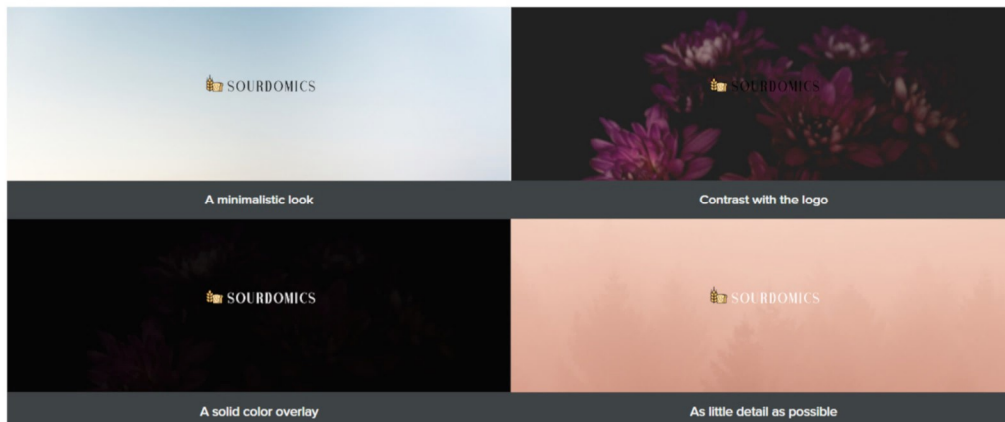 SOURDOMICS
SOURDOMICS
A minimalistic look
Contrast with the logo
SOURDOMICS
SOURDOMICS
A solid color overlay
As little detail as possible